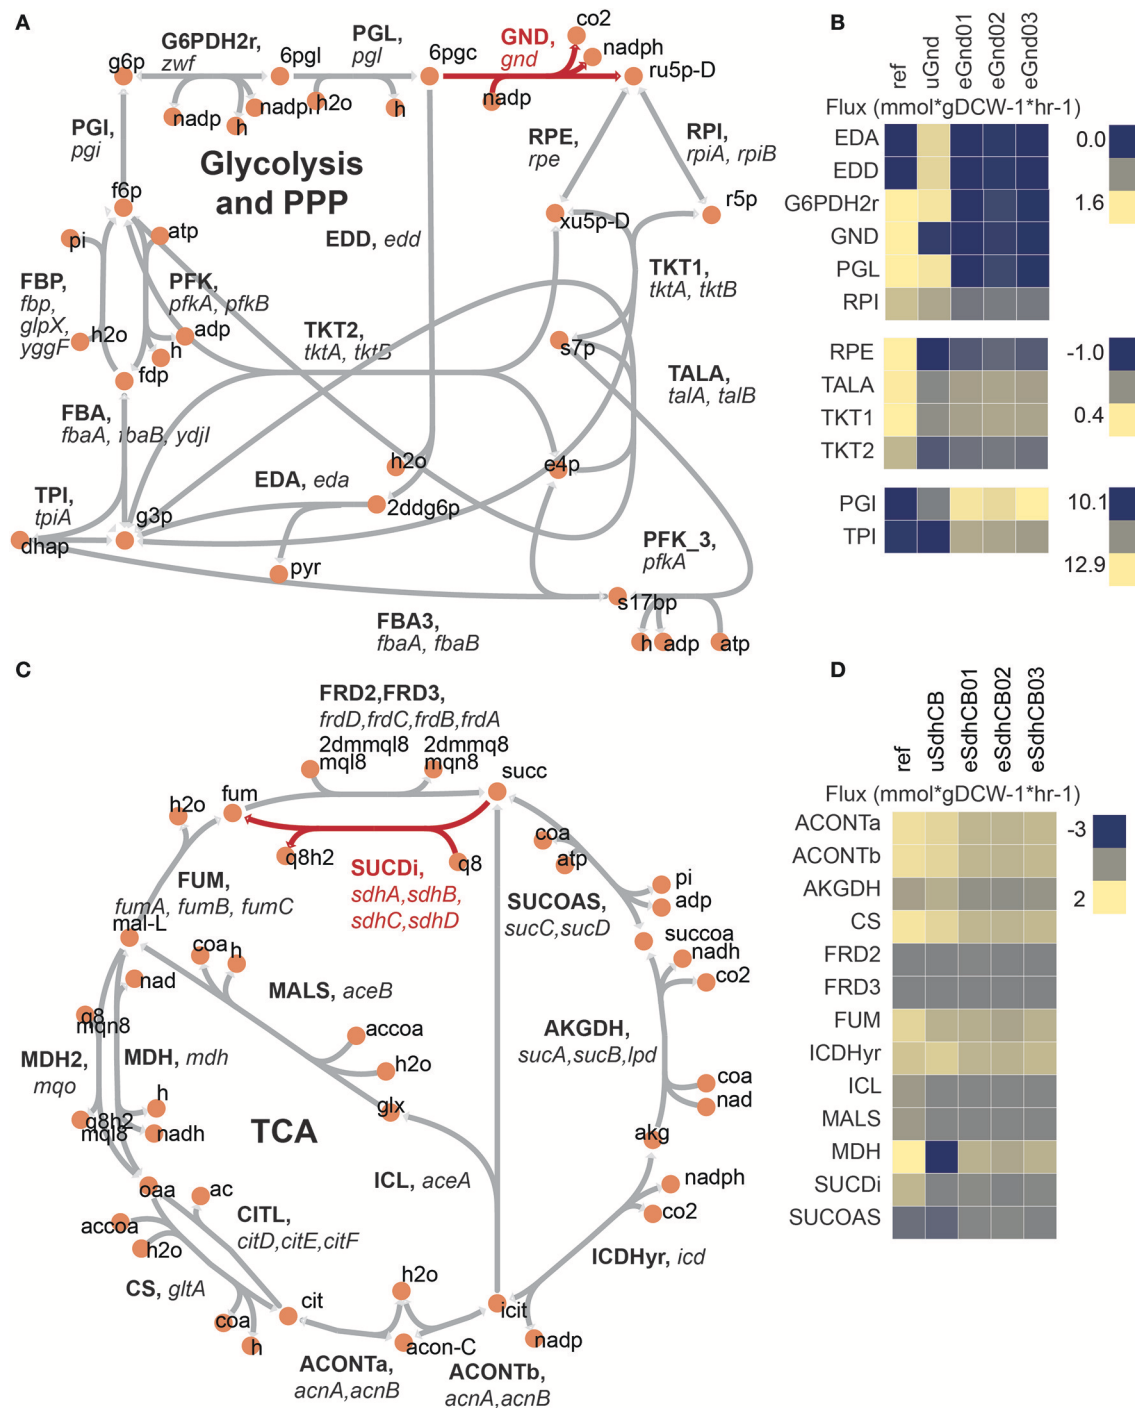 A
G6PDH2r,
zwf
PGL,
pgl
GND,
gnd
co2
nadph
g6p
6pgl
6pgc
ru5p-D
nadp
h
nadph
h2o
h
nadp
PGI,
pgi
Glycolysis
and PPP
RPE,
rpe
RPI,
rpiA, rpiB
f6p
xu5p-D
r5p
pi
atp
EDD, edd
FBP,
fbp,
glpX,
yggF
PFK,
pfkA, pfkB
TKT1,
tktA, tktB
h2o
adp
h
fdp
TKT2,
tktA, tktB
s7p
TALA,
talA, talB
FBA,
fbaA, fbaB, ydjI
h2o
e4p
EDA, eda
2ddg6p
TPI,
tpiA
g3p
dhap
pyr
PFK_3,
pfkA
s17bp
FBA3,
fbaA, fbaB
h
adp
atp
B
ref
uGnd
eGnd01
eGnd02
eGnd03
Flux (mmol*gDCW-1*hr-1)
EDA
EDD
G6PDH2r
GND
PGL
RPI
0.0
1.6
RPE
TALA
TKT1
TKT2
-1.0
0.4
PGI
TPI
10.1
12.9
C
FRD2,FRD3,
frdD,frdC,frdB,frdA
2dmmql8
mql8
2dmmq8
mqn8
succ
fum
h2o
q8h2
q8
SUCDi,
sdhA,sdhB,
sdhC,sdhD
coa
atp
pi
adp
SUCOAS,
sucC,sucD
succoa
FUM,
fumA, fumB, fumC
mal-L
coa
h
nadh
co2
nad
MALS, aceB
q8
mqn8
accoa
AKGDH,
sucA,sucB,lpd
MDH2,
mqo
MDH, mdh
h2o
coa
nad
h
q8h2
mql8
nadh
TCA
glx
akg
oaa
ac
ICL, aceA
nadph
co2
accoa
h2o
CITL,
citD,citE,citF
ICDHyr, icd
CS, gltA
h2o
cit
icit
coa
h
acon-C
nadp
ACONTa,
acnA,acnB
ACONTb,
acnA,acnB
D
ref
uSdhCB
eSdhCB01
eSdhCB02
eSdhCB03
Flux (mmol*gDCW-1*hr-1)
ACONTa
ACONTb
AKGDH
CS
FRD2
FRD3
FUM
ICDHyr
ICL
MALS
MDH
SUCDi
SUCOAS
-3
2